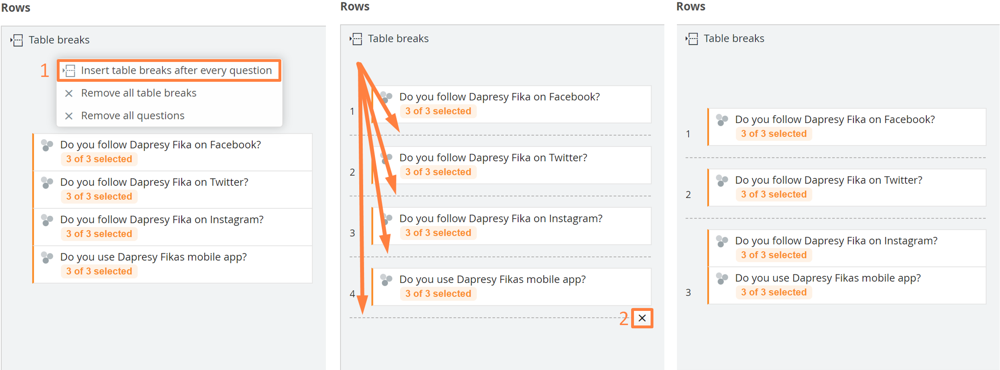 Rows
Table breaks
1
Insert table breaks after every question
Remove all table breaks
Remove all questions
Do you follow Dapresy Fika on Facebook?
3 of 3 selected
Do you follow Dapresy Fika on Twitter?
3 of 3 selected
Do you follow Dapresy Fika on Instagram?
3 of 3 selected
Do you use Dapresy Fikas mobile app?
3 of 3 selected
Rows
Table breaks
Do you follow Dapresy Fika on Facebook?
1
3 of 3 selected
Do you follow Dapresy Fika on Twitter?
2
3 of 3 selected
Do you follow Dapresy Fika on Instagram?
3
3 of 3 selected
Do you use Dapresy Fikas mobile app?
4
3 of 3 selected
2
Rows
Table breaks
Do you follow Dapresy Fika on Facebook?
1
3 of 3 selected
Do you follow Dapresy Fika on Twitter?
2
3 of 3 selected
Do you follow Dapresy Fika on Instagram?
3 of 3 selected
Do you use Dapresy Fikas mobile app?
3
3 of 3 selected